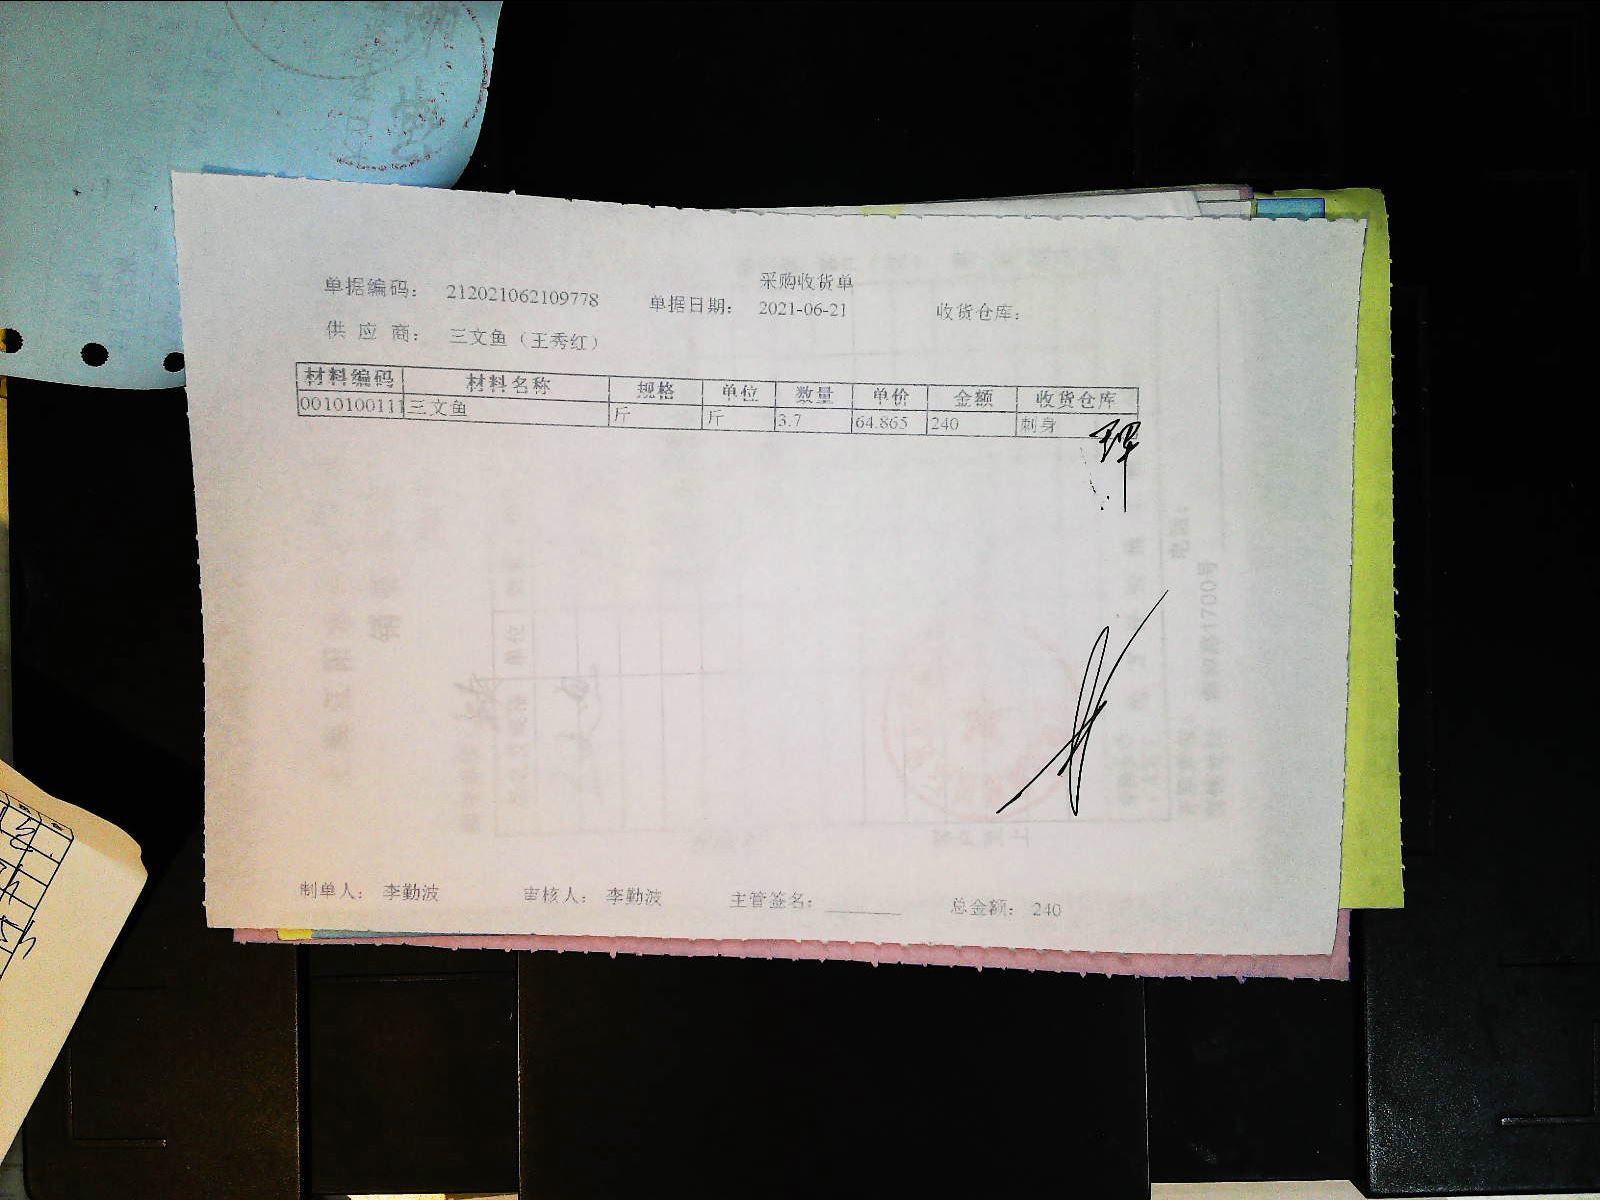 采购收货单
单据编码： 212021062109778 单据日期： 2021-06-21 收货仓库：
供 应 商： 三文鱼（王秀红）
材料编码 材料名称 规格 单位 数量 单价 金额 收货仓库
0010100111 三文鱼 斤 斤 3.7 64.865 240 刺身
制单人： 李勤波 审核人： 李勤波 主管签名： 总金额： 240